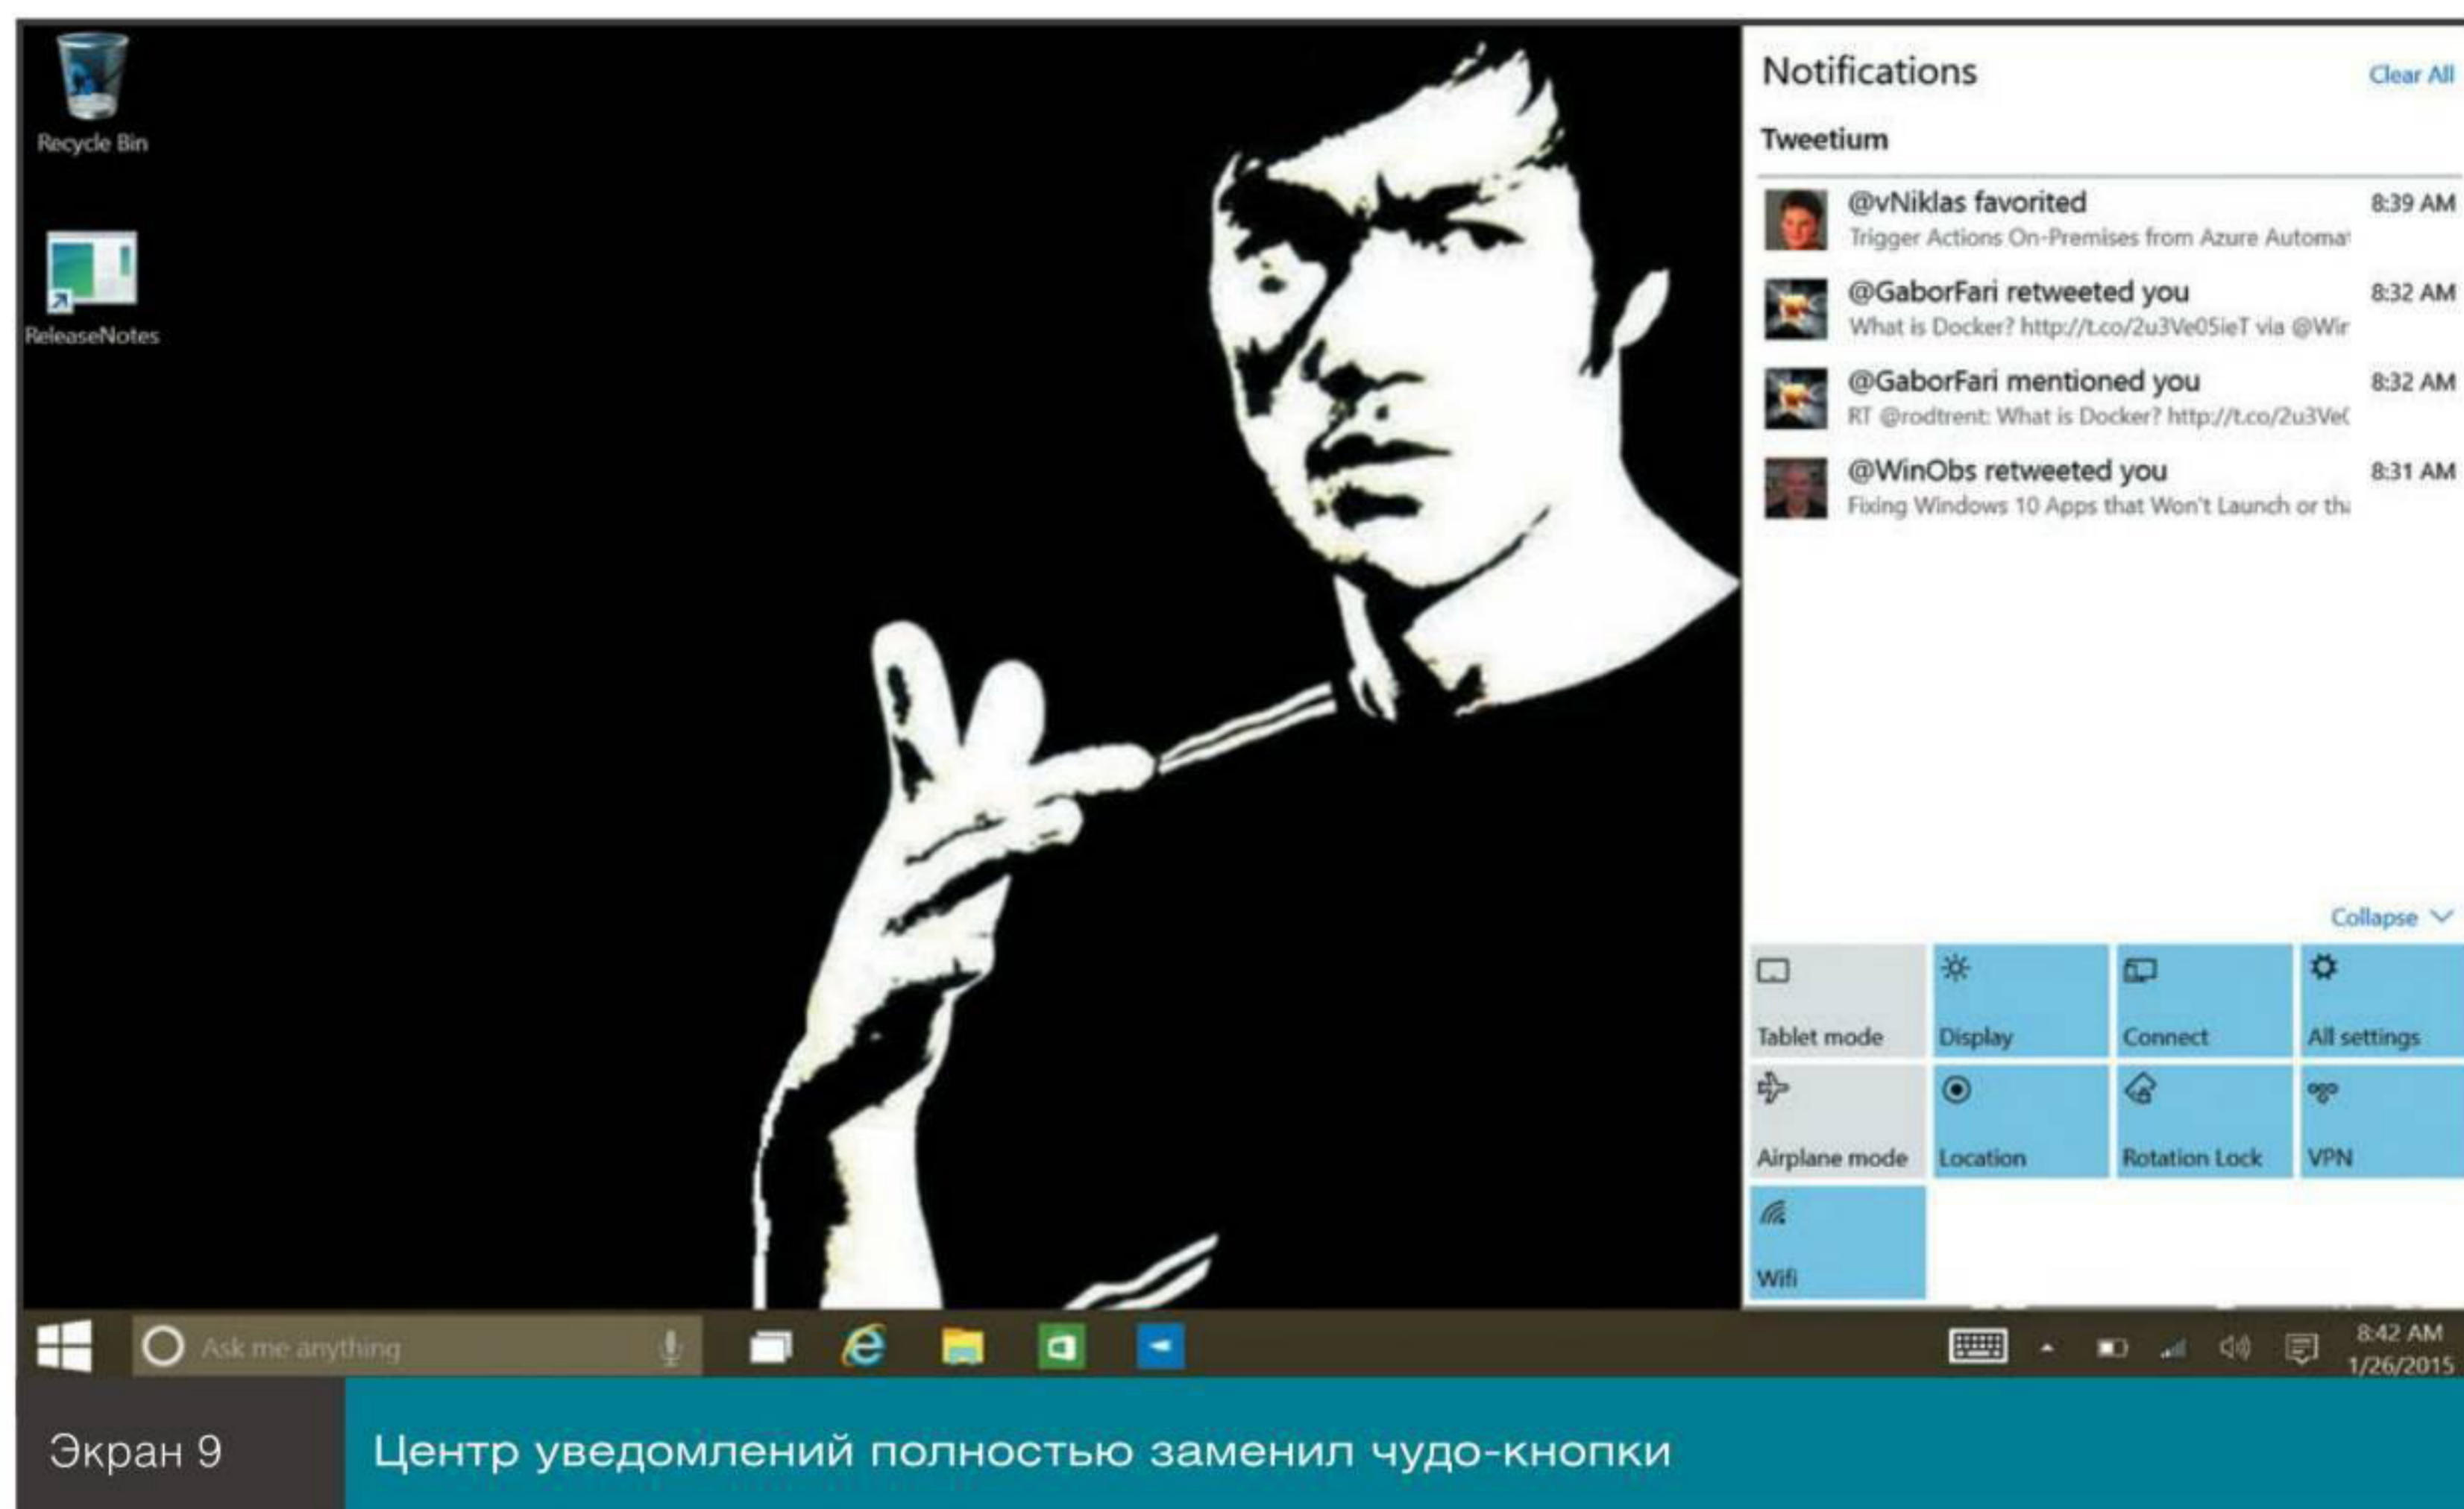 Recycle Bin
ReleaseNotes
Notifications
Clear All
Tweetium
@vNiklas favorited
8:39 AM
Trigger Actions On-Premises from Azure Automat
@GaborFari retweeted you
8:32 AM
What is Docker? http://t.co/2u3Ve05ieT via @Wir
@GaborFari mentioned you
8:32 AM
RT @rodtrent: What is Docker? http://t.co/2u3Ve(
@WinObs retweeted you
8:31 AM
Fixing Windows 10 Apps that Won't Launch or tha
Collapse
Tablet mode
Display
Connect
All settings
Airplane mode
Location
Rotation Lock
VPN
Wifi
Ask me anything
8:42 AM
1/26/2015
Экран 9
Центр уведомлений полностью заменил чудо-кнопки